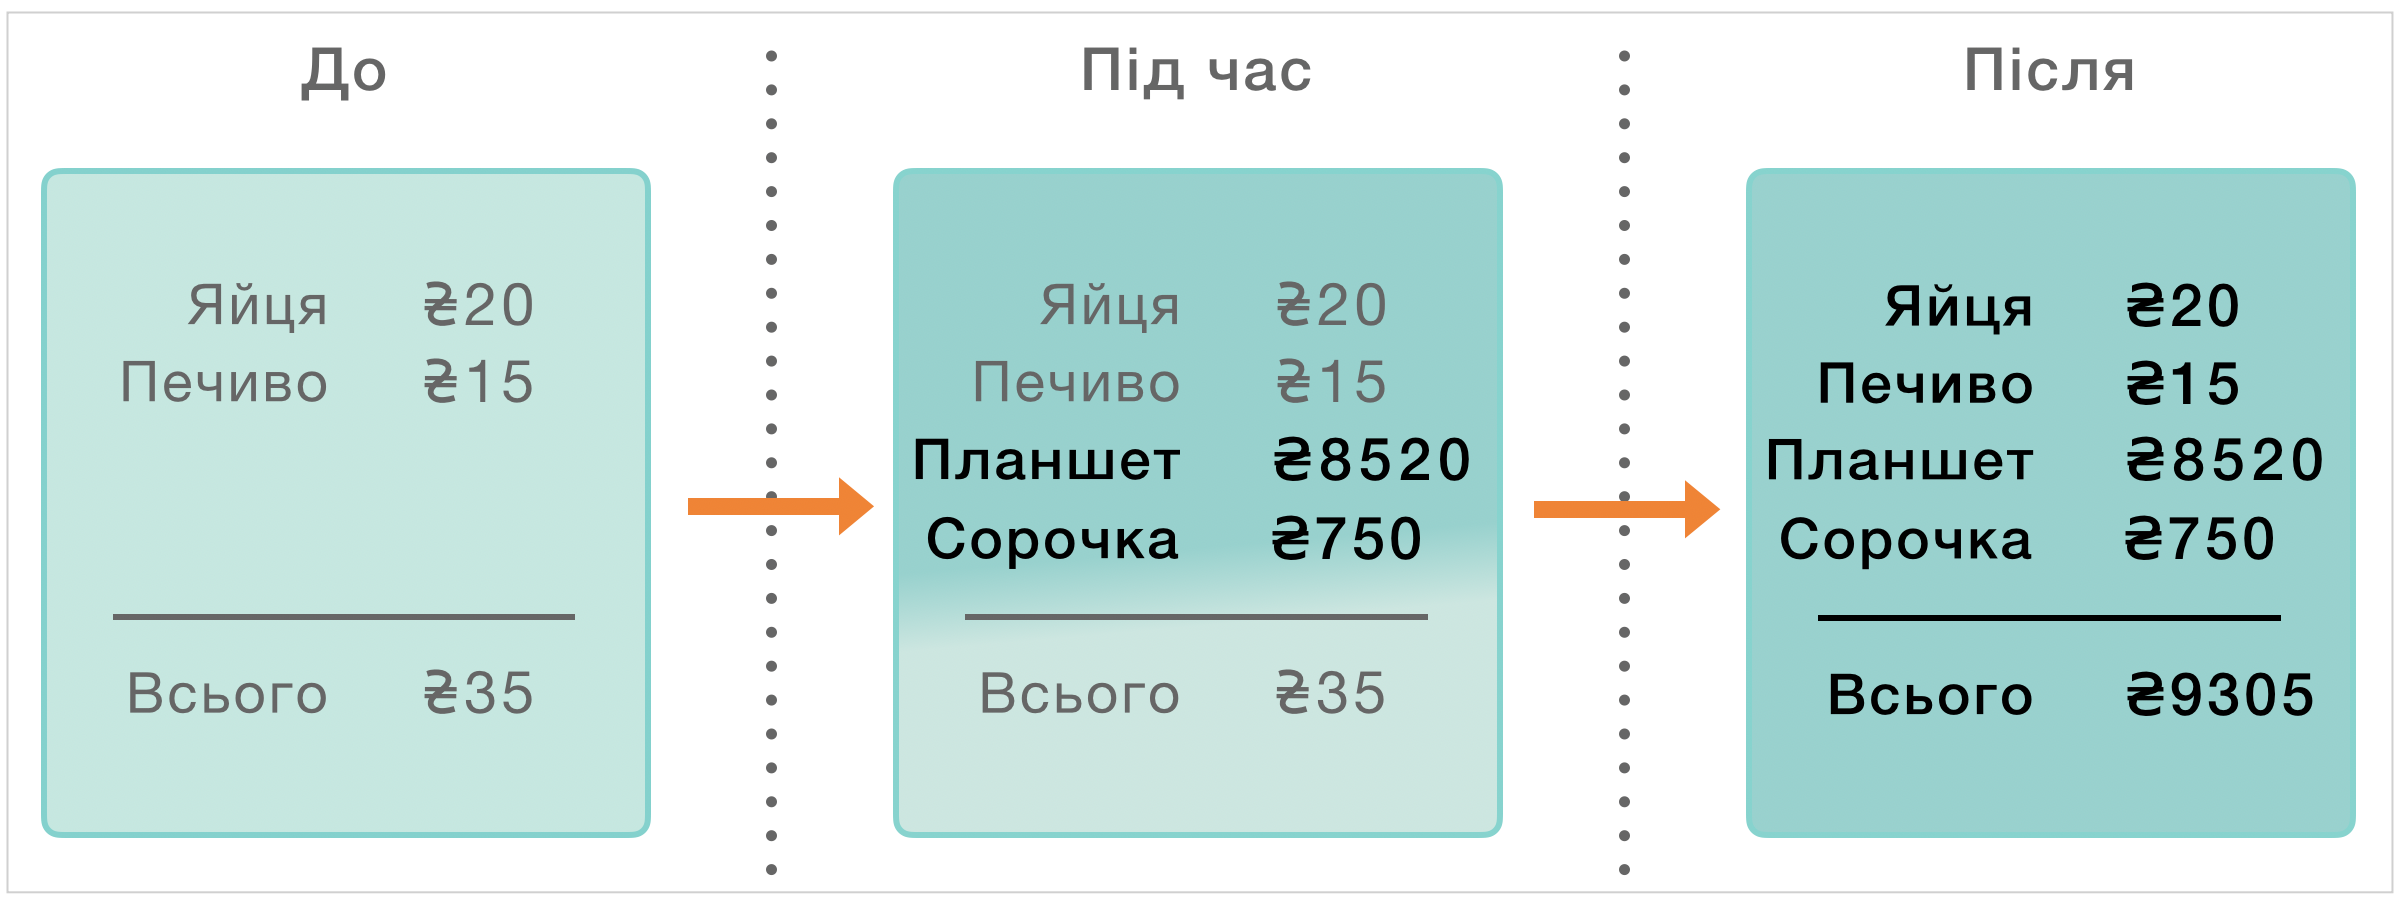 До
Яйця ₴20
Печиво ₴15
Всього ₴35
Під час
Яйця ₴20
Печиво ₴15
Планшет ₴8520
Сорочка ₴750
Всього ₴35
Після
Яйця ₴20
Печиво ₴15
Планшет ₴8520
Сорочка ₴750
Всього ₴9305